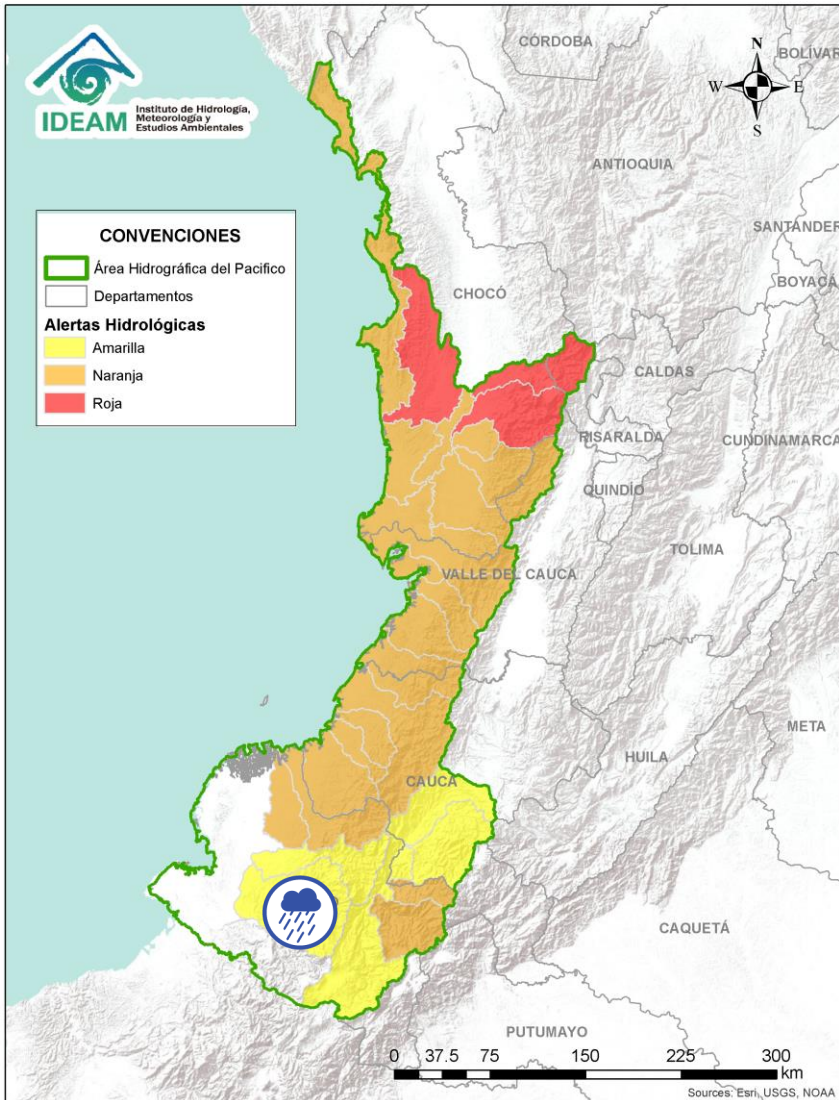 IDEAM
Instituto de Hidrología,
Meteorología y
Estudios Ambientales
N
W
E
S
CÓRDOBA
BOLÍVAR
ANTIOQUIA
SANTANDER
BOYACÁ
CONVENCIONES
Área Hidrográfica del Pacifico
Departamentos
Alertas Hidrológicas
Amarilla
Naranja
Roja
CHOCÓ
CALDAS
RISARALDA
CUNDINAMARCA
QUINDÍO
TOLIMA
VALLE DEL CAUCA
META
HUILA
CAUCA
CAQUETÁ
PUTUMAYO
0 37.5 75 150 225 300
km
Sources: Esri, USGS, NOAA